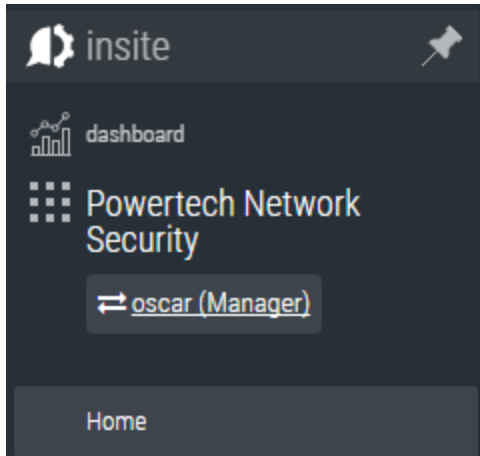 insite
dashboard
Powertech Network
Security
oscar (Manager)
Home